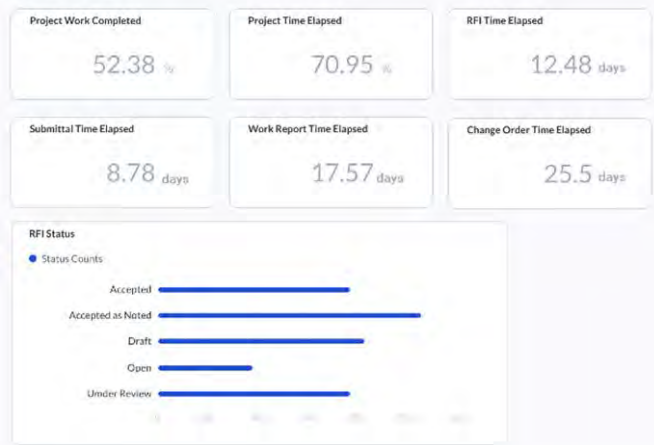 Project Work Completed
52.38 %
Project Time Elapsed
70.95 %
RFI Time Elapsed
12.48 days
Submittal Time Elapsed
8.78 days
Work Report Time Elapsed
17.57 days
Change Order Time Elapsed
25.5 days
RFI Status
Status Counts
Accepted
Accepted as Noted
Draft
Open
Under Review